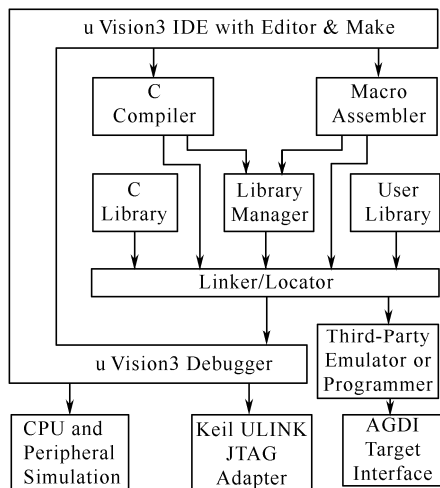 u Vision3 IDE with Editor & Make
C
Compiler
Macro
Assembler
C
Library
Library
Manager
User
Library
Linker/Locator
u Vision3 Debugger
Third-Party
Emulator or
Programmer
CPU and
Peripheral
Simulation
Keil ULINK
JTAG
Adapter
AGDI
Target
Interface